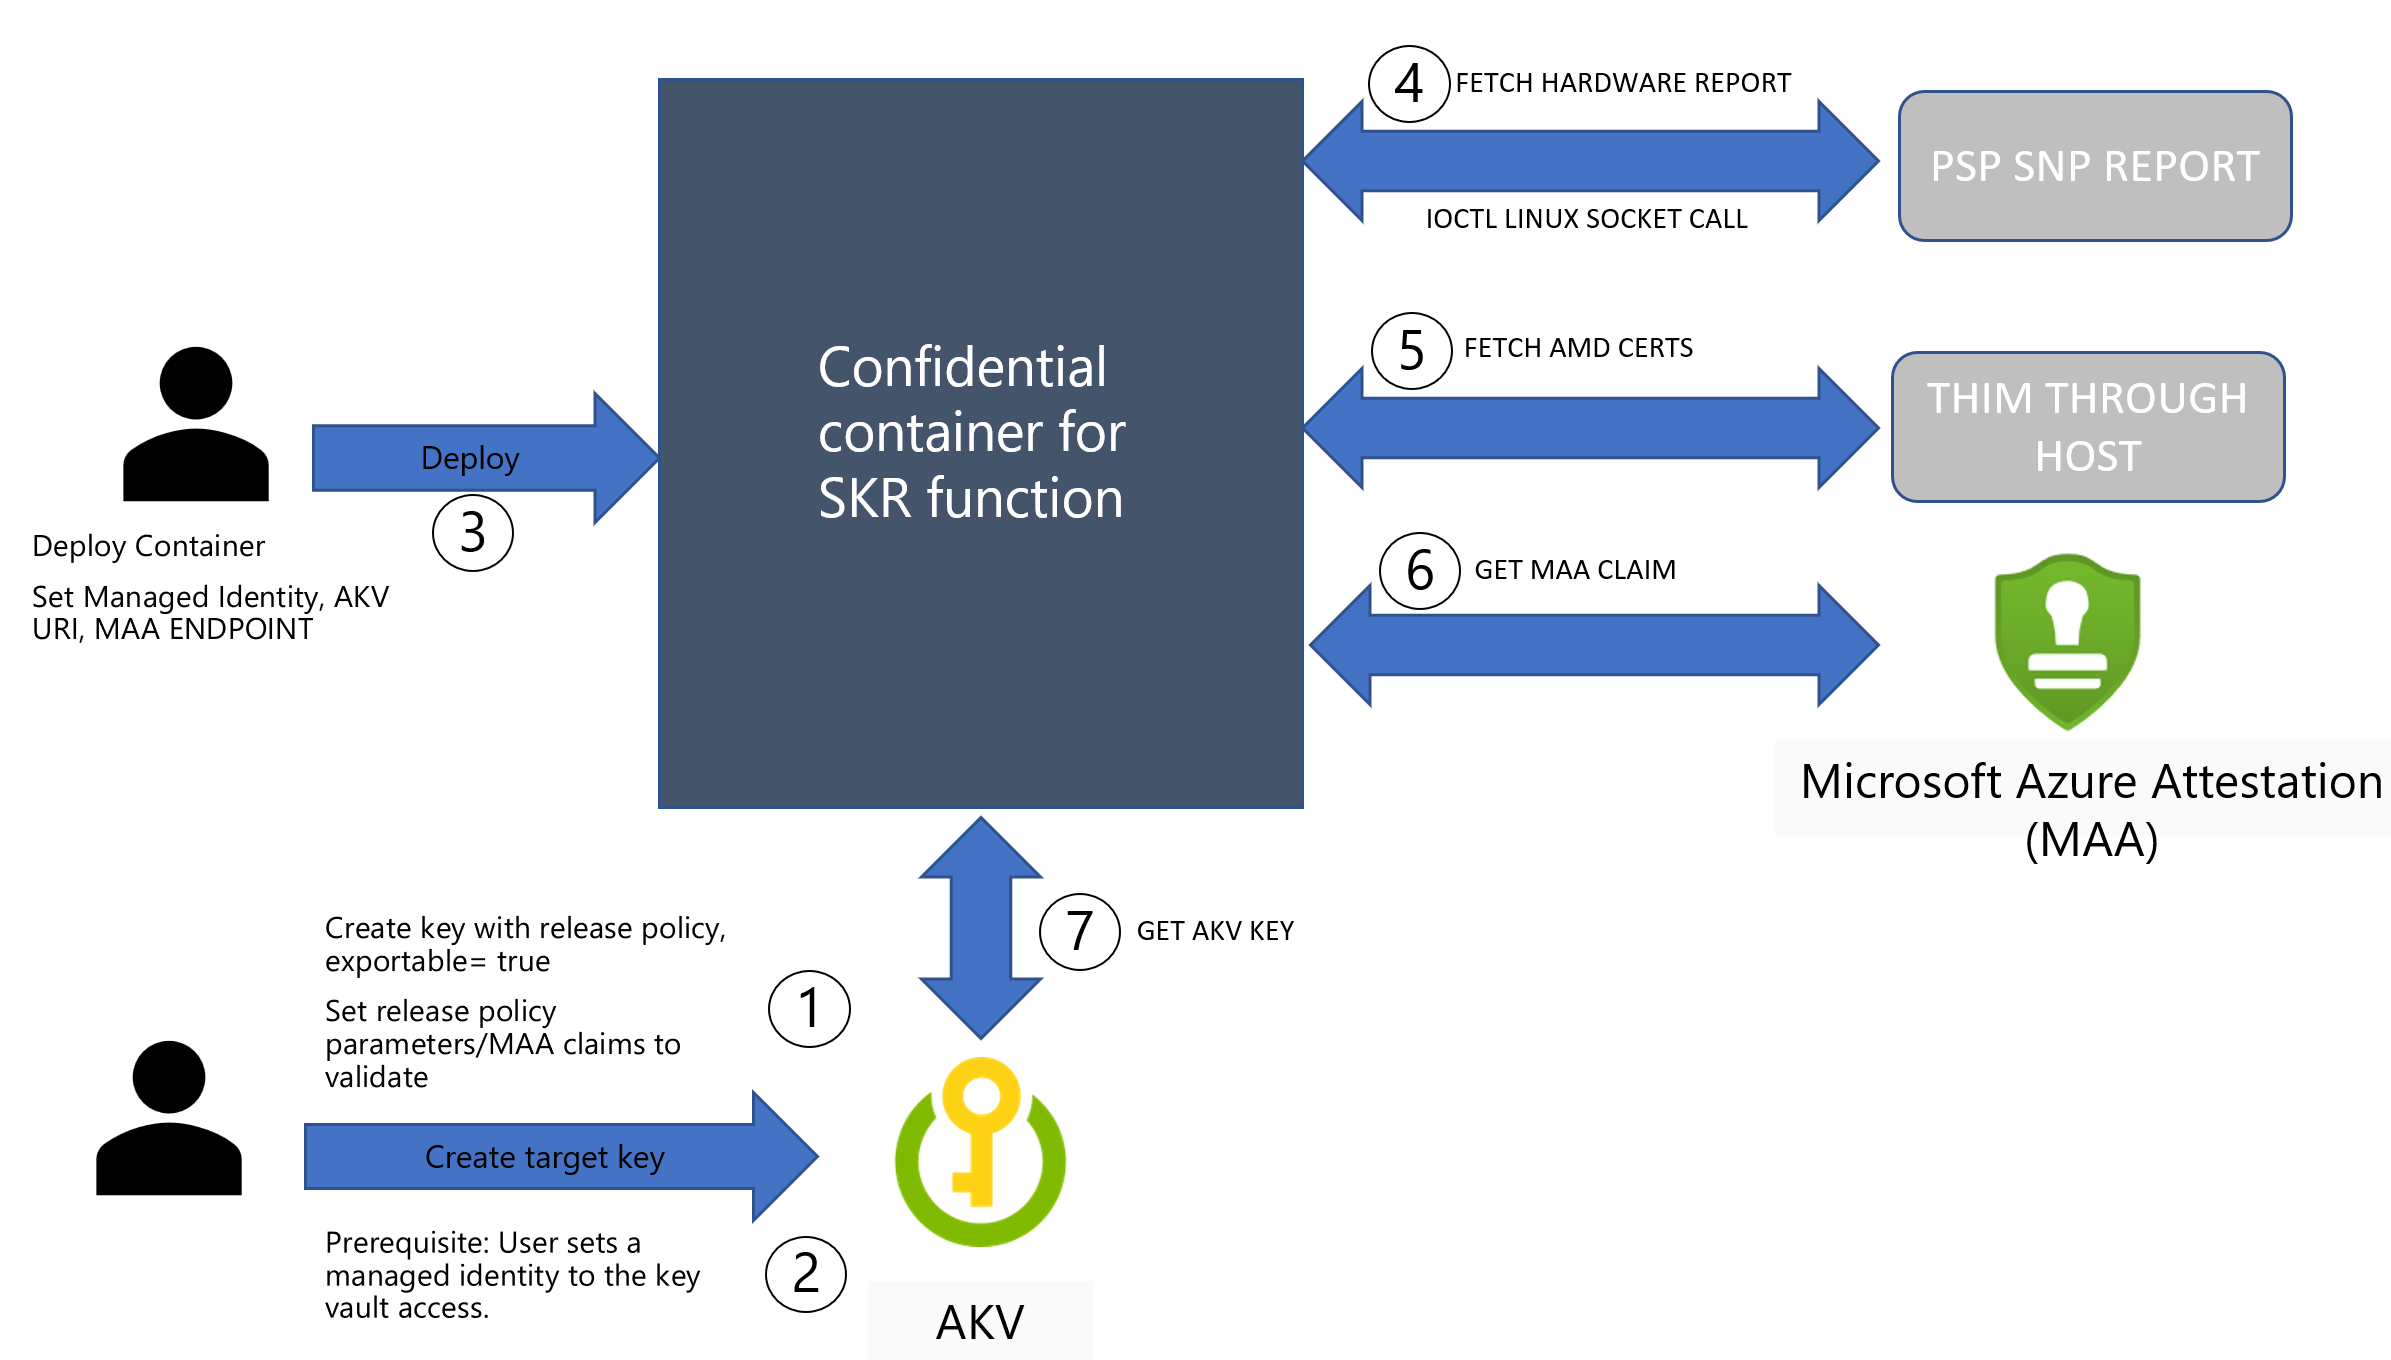 4
FETCH HARDWARE REPORT
PSP SNP REPORT
IOCTL LINUX SOCKET CALL
5
FETCH AMD CERTS
THIM THROUGH
HOST
Confidential
container for
SKR function
Deploy
3
Deploy Container
Set Managed Identity, AKV
URI, MAA ENDPOINT
6
GET MAA CLAIM
Microsoft Azure Attestation
(MAA)
7
GET AKV KEY
Create key with release policy,
exportable= true
Set release policy
parameters/MAA claims to
validate
1
Create target key
Prerequisite: User sets a
managed identity to the key
vault access.
2
AKV